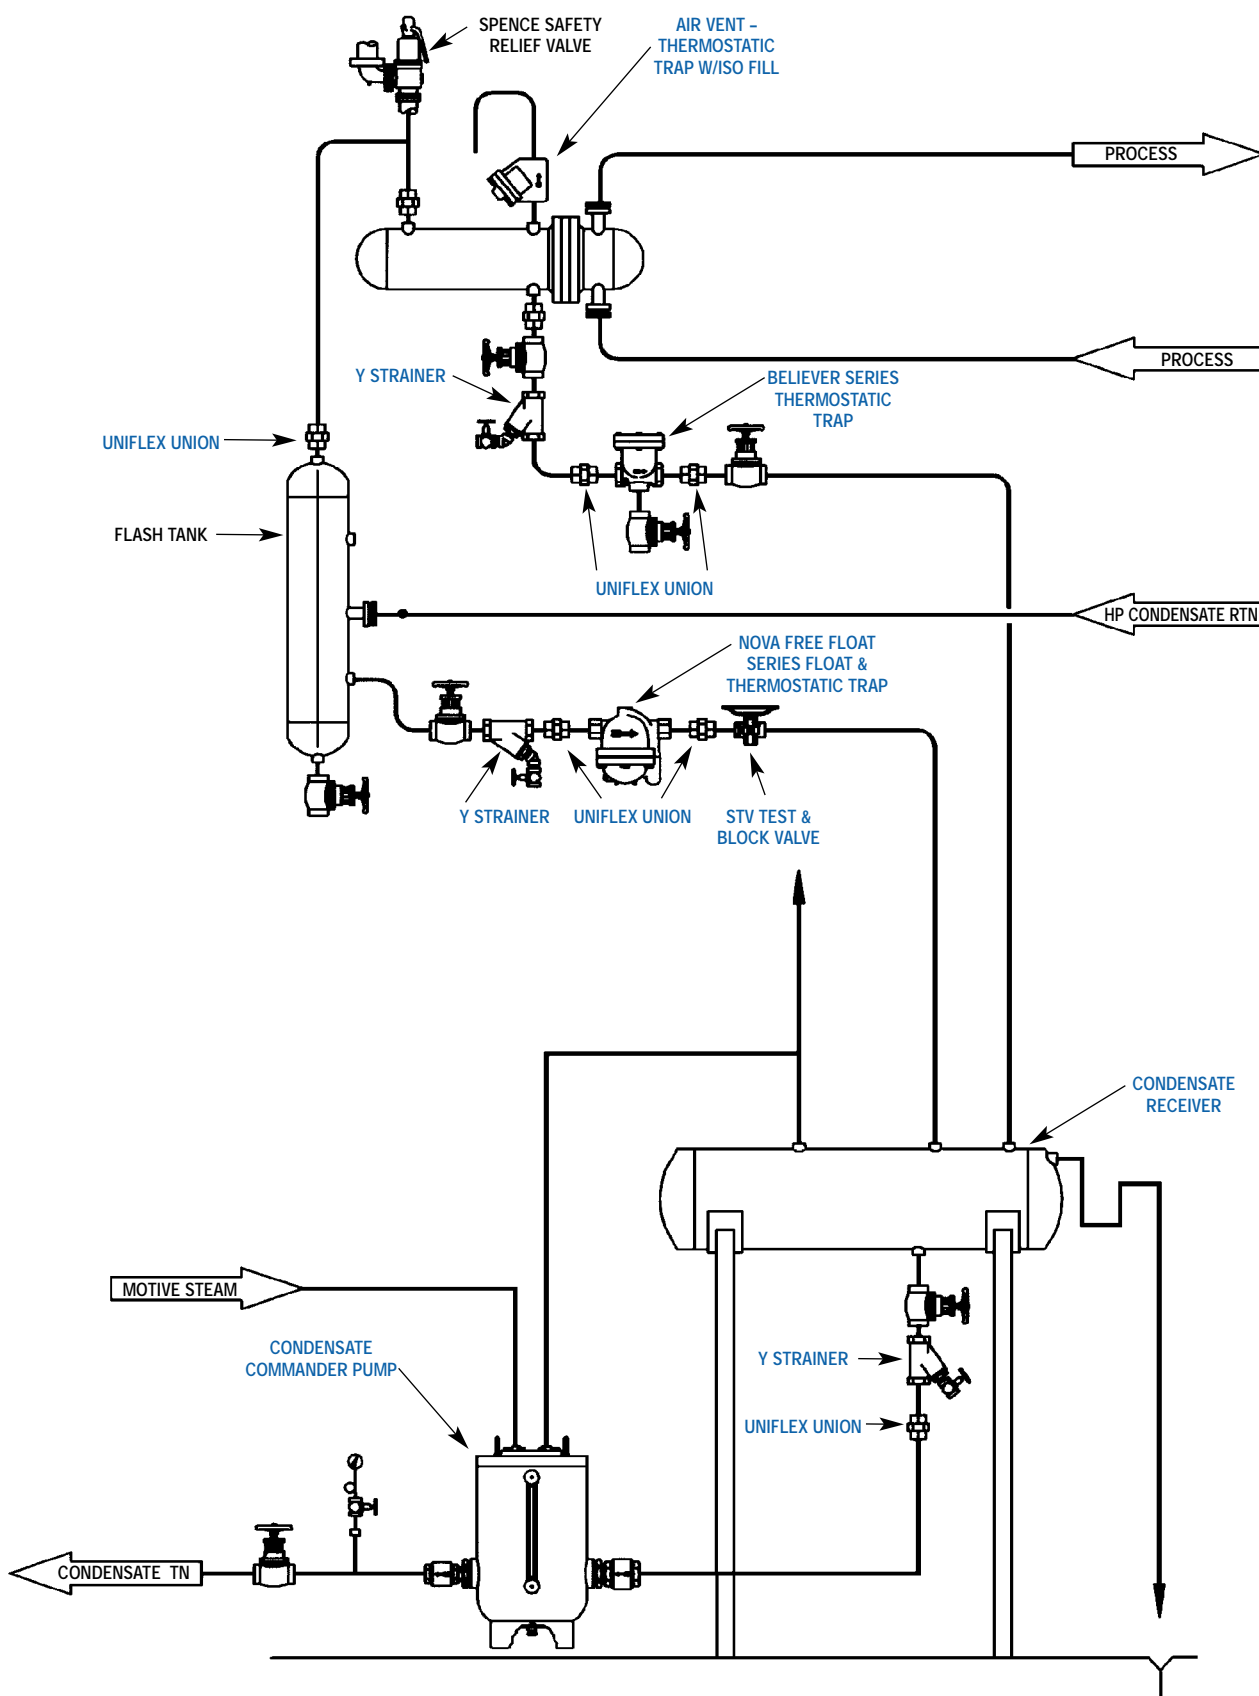 SPENCE SAFETY
RELIEF VALVE
AIR VENT –
THERMOSTATIC
TRAP W/ISO FILL
PROCESS
PROCESS
Y STRAINER
BELIEVER SERIES
THERMOSTATIC
TRAP
UNIFLEX UNION
FLASH TANK
UNIFLEX UNION
HP CONDENSATE RTN
NOVA FREE FLOAT
SERIES FLOAT &
THERMOSTATIC TRAP
Y STRAINER
UNIFLEX UNION
STV TEST &
BLOCK VALVE
CONDENSATE
RECEIVER
MOTIVE STEAM
CONDENSATE
COMMANDER PUMP
Y STRAINER
UNIFLEX UNION
CONDENSATE TN